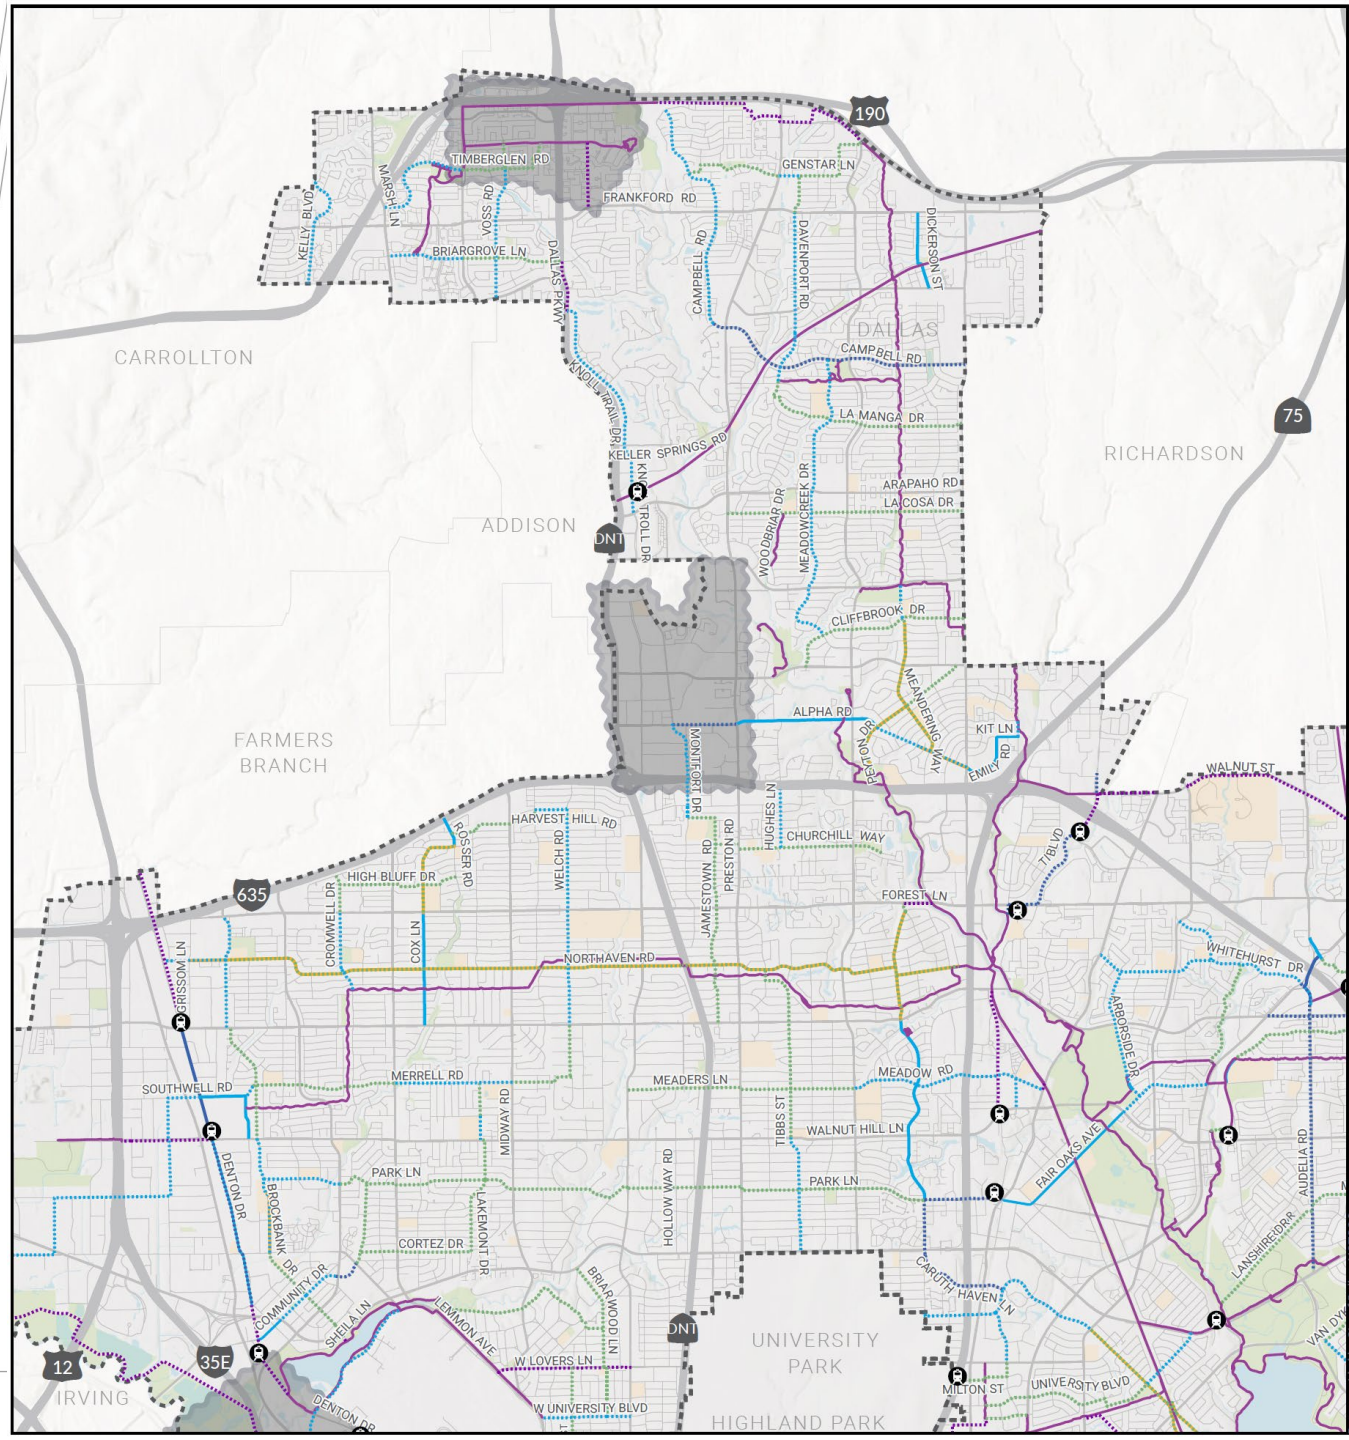 190
TIMBERGLEN RD
GENSTAR LN
MARSH LN
KELLY BLVD
VOSS RD
FRANKFORD RD
DICKERSON ST
DAVENPORT RD
CAMPBELL RD
BRIARGROVE LN
DALLAS PKWY
DALLAS
CARROLLTON
CAMPBELL RD
KNOLL TRAIL DR
75
LA MANGA DR
KELLER SPRINGS RD
RICHARDSON
ARAPAHO RD
LA COSA DR
MEADOWCREEK DR
WOODBRIAR DR
TROLL DR
ADDISON
DNT
CLIFFBROOK DR
MEANDERING WAY
ALPHA RD
KIT LN
PEYTON DR
EMILY RD
MONTFORT DR
FARMERS
BRANCH
WALNUT ST
HARVEST HILL RD
HUGHES LN
CHURCHILL WAY
ROSSER RD
WELCH RD
JAMESTOWN RD
PRESTON RD
HIGH BLUFF DR
FOREST LN
635
CROMWELL DR
COX LN
NORTHAVEN RD
WHITEHURST DR
GRISSOM LN
ARBORSIDE DR
MERRELL RD
MEADERS LN
MEADOW RD
SOUTHWELL RD
MIDWAY RD
TIBBS ST
WALNUT HILL LN
FAIR OAKS AVE
AUDELIA RD
DENTON DR
BROCKBANK DR
PARK LN
PARK LN
HOLLOW WAY RD
LAKEMONT DR
CORTEZ DR
LANSHIRE DR
COMMUNITY DR
CARUTH HAVEN LN
BRIARWOOD LN
SHEILA LN
LEMMON AVE
DNT
UNIVERSITY
PARK
VAN DYK
12
35E
W LOVERS LN
IRVING
MILTON ST
UNIVERSITY BLVD
DENTON DR
W UNIVERSITY BLVD
HIGHLAND PARK